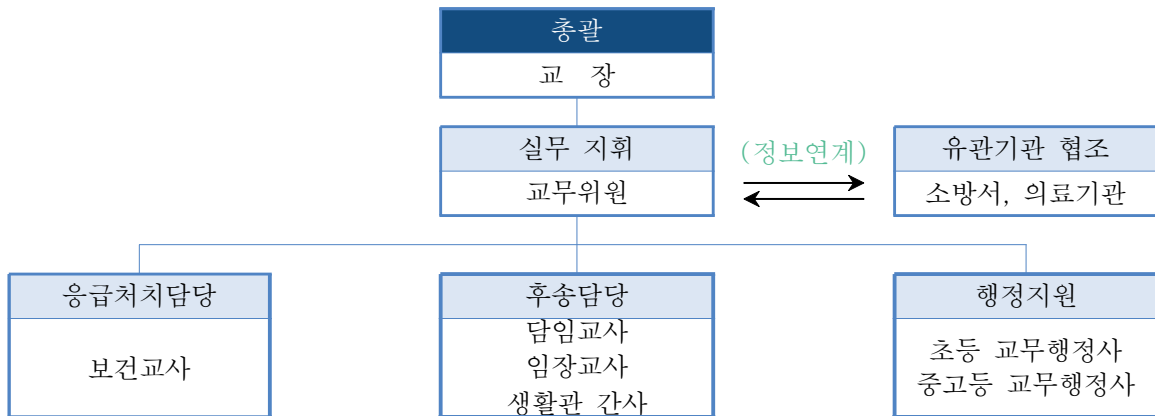 총괄
교 장
실무 지휘
교무위원
(정보연계)
유관기관 협조
소방서, 의료기관
응급처치담당
보건교사
후송담당
담임교사
임장교사
생활관 간사
행정지원
초등 교무행정사
중고등 교무행정사